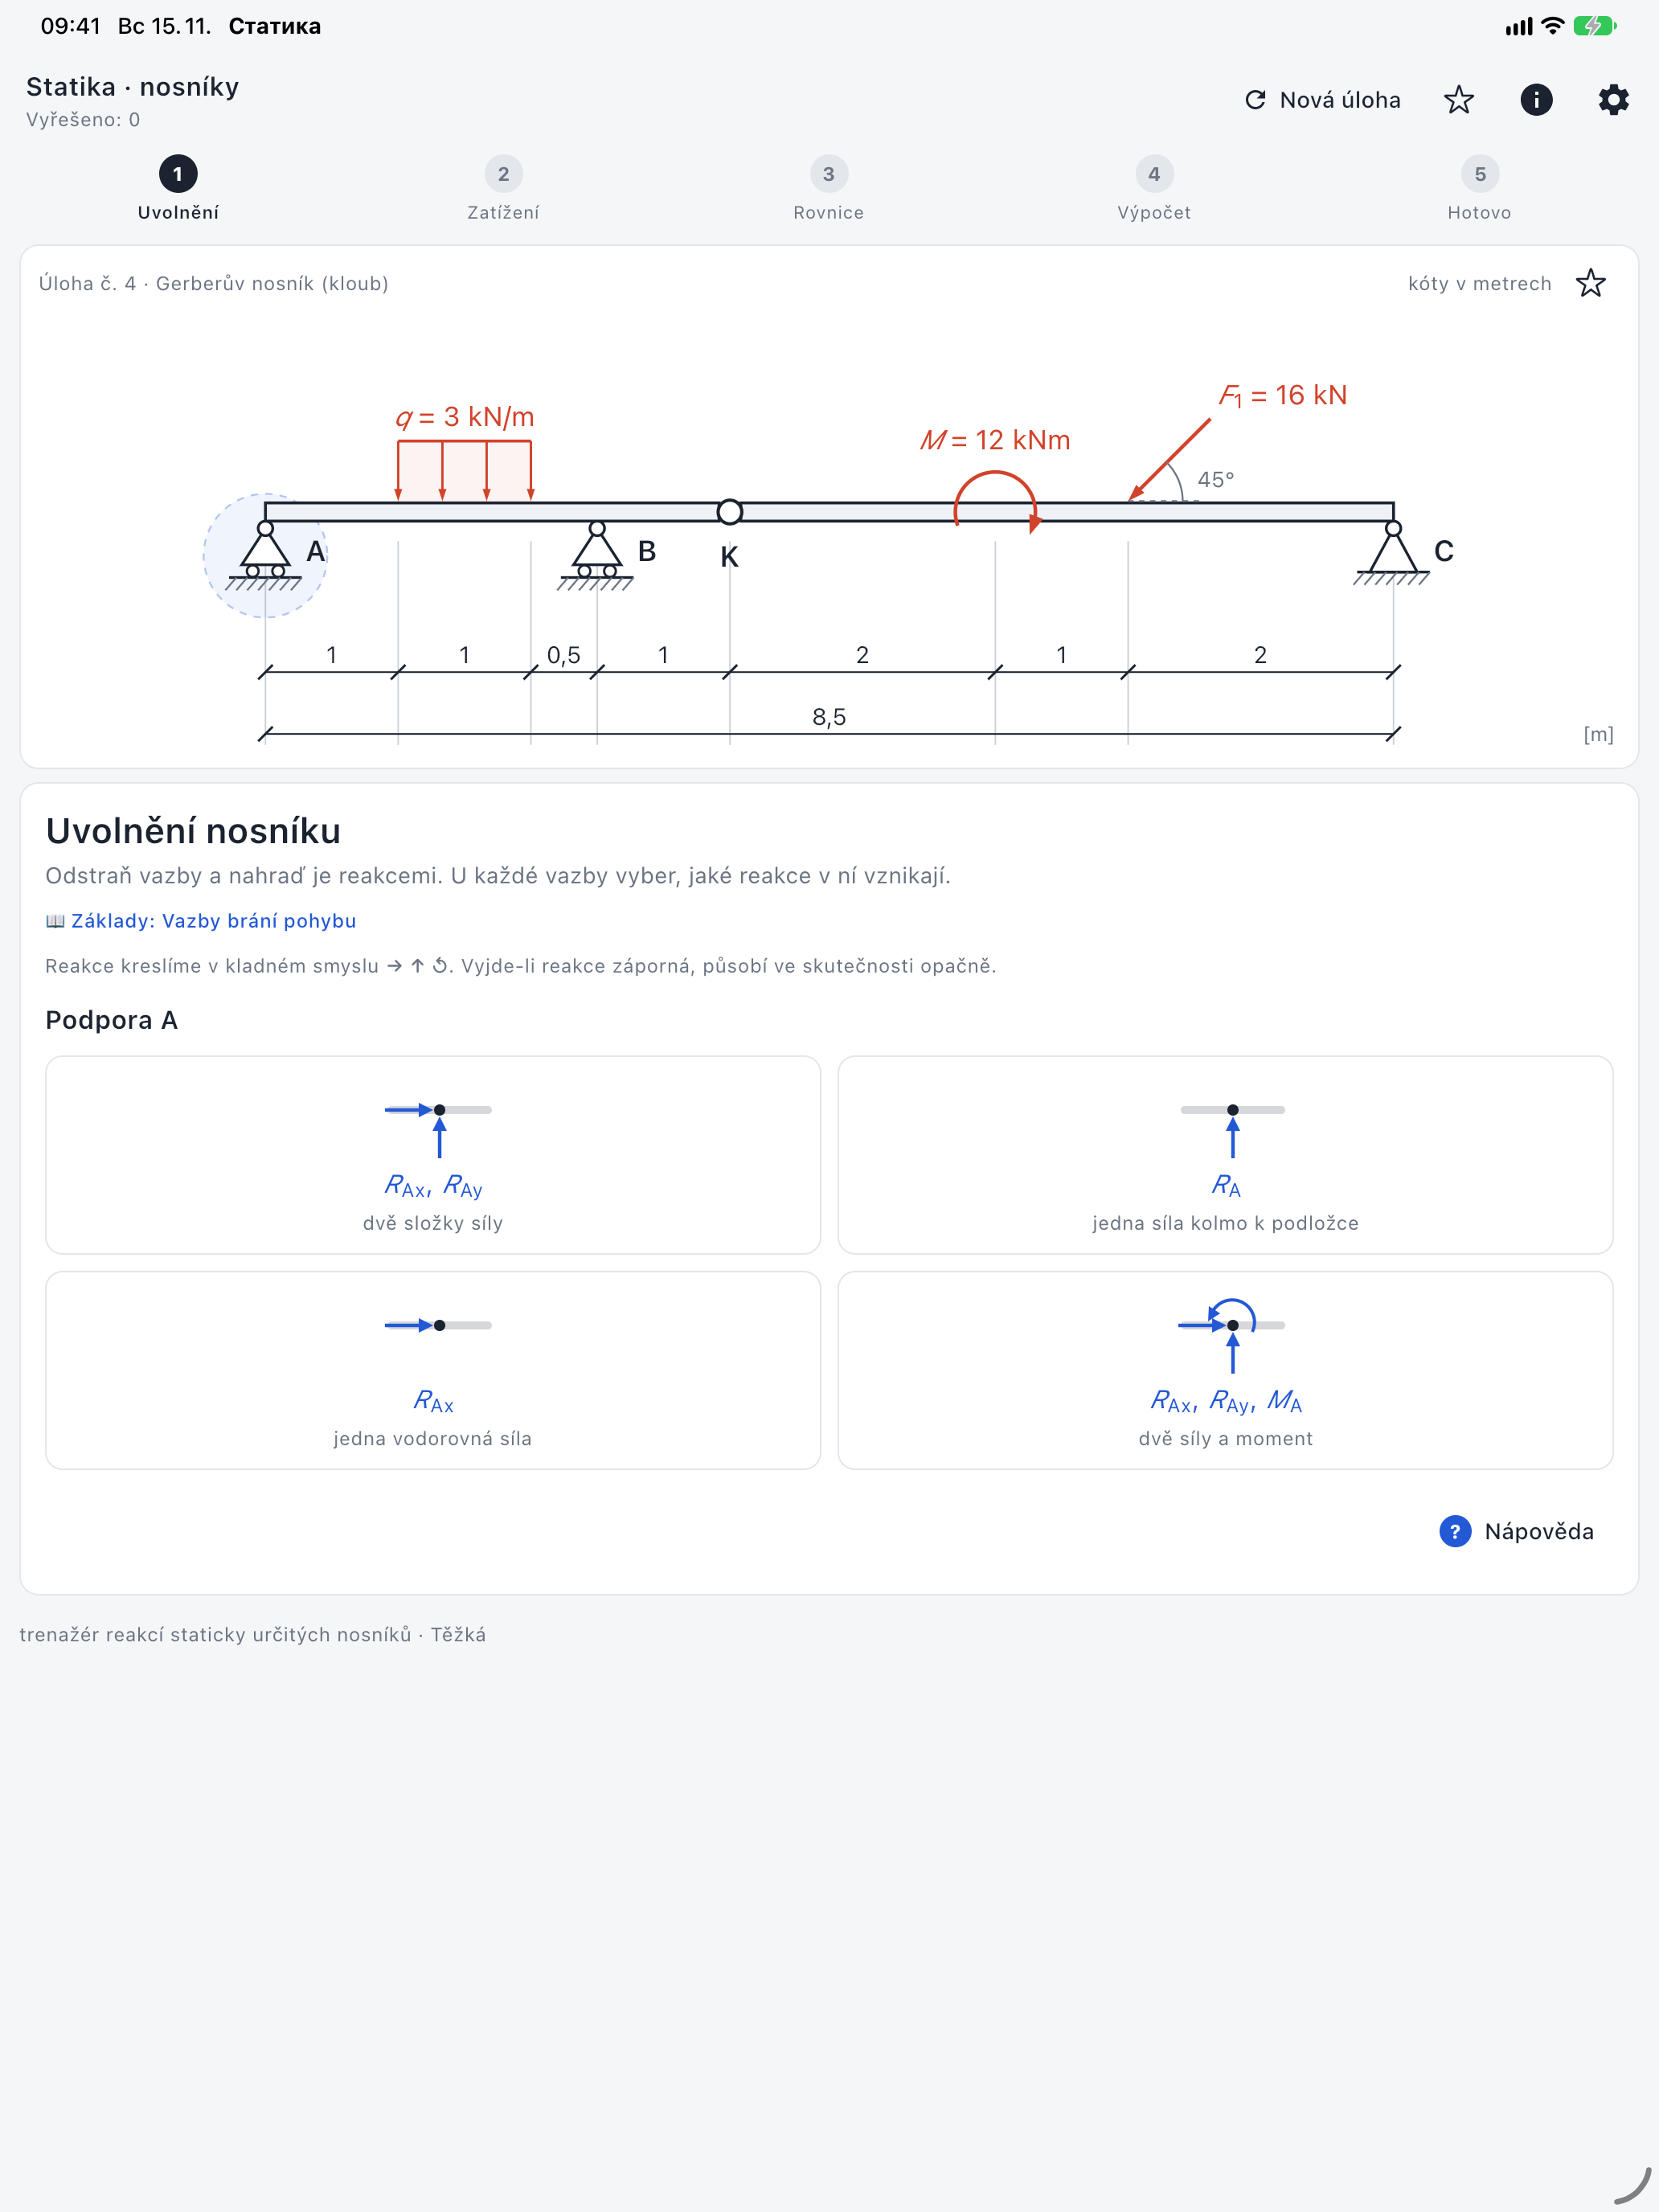 09:41 Вс 15.11. Статика
Statika · nosníky
Vyřešeno: 0
Nová úloha
1 2 3 4 5
Uvolnění Zatížení Rovnice Výpočet Hotovo
Úloha č. 4 · Gerberův nosník (kloub)
kóty v metrech
F₁ = 16 kN
q = 3 kN/m
M = 12 kNm
45°
A B K C
1 1 0,5 1 2 1 2
8,5
[m]
Uvolnění nosníku
Odstraň vazby a nahraď je reakcemi. U každé vazby vyber, jaké reakce v ní vznikají.
Základy: Vazby brání pohybu
Reakce kreslíme v kladném smyslu → ↑ ↺. Vyjde-li reakce záporná, působí ve skutečnosti opačně.
Podpora A
RAx, RAy
dvě složky síly
RA
jedna síla kolmo k podložce
RAx
jedna vodorovná síla
RAx, RAy, MA
dvě síly a moment
? Nápověda
trenažér reakcí staticky určitých nosníků · Těžká